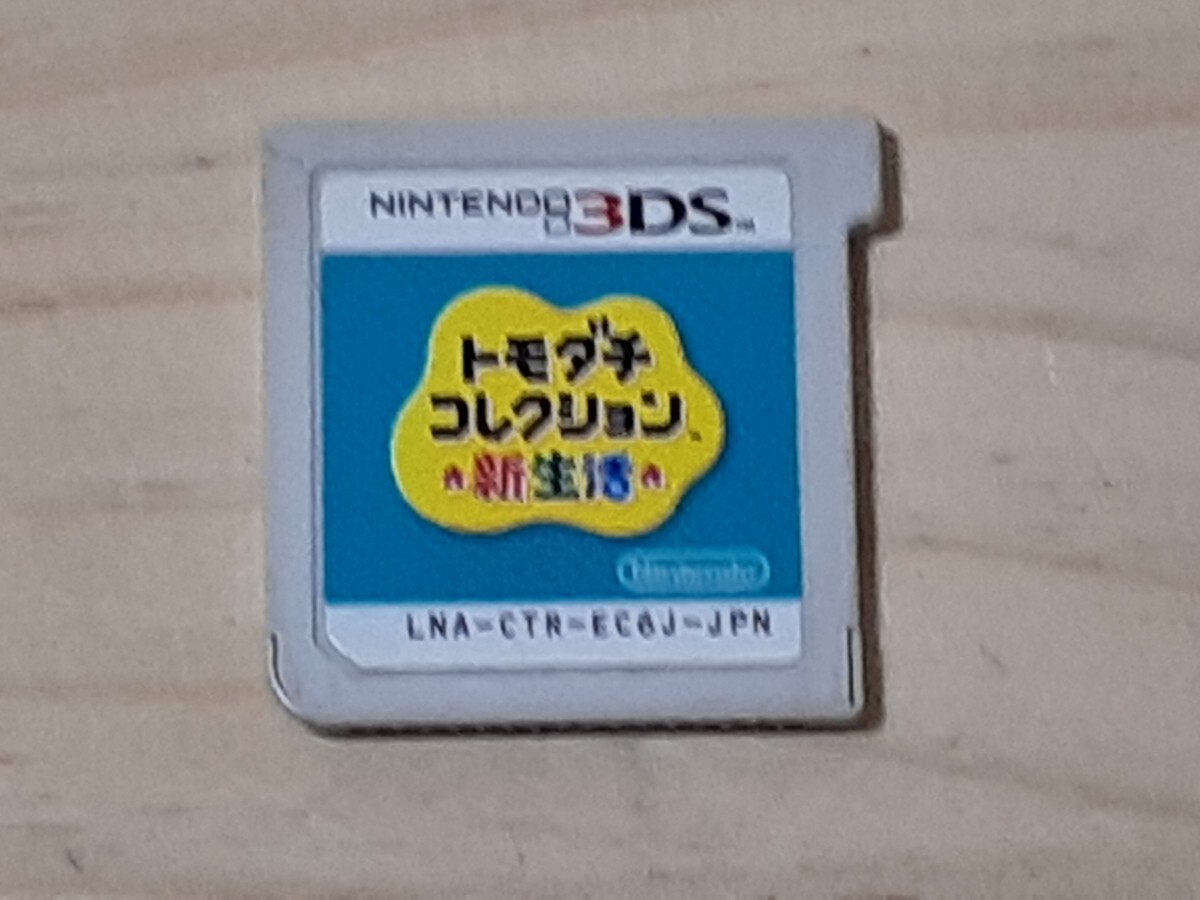 NINTENDO 3DS™
トモダチ
コレクション
新生活
Nintendo
LNA-CTR-EC6J-JPN